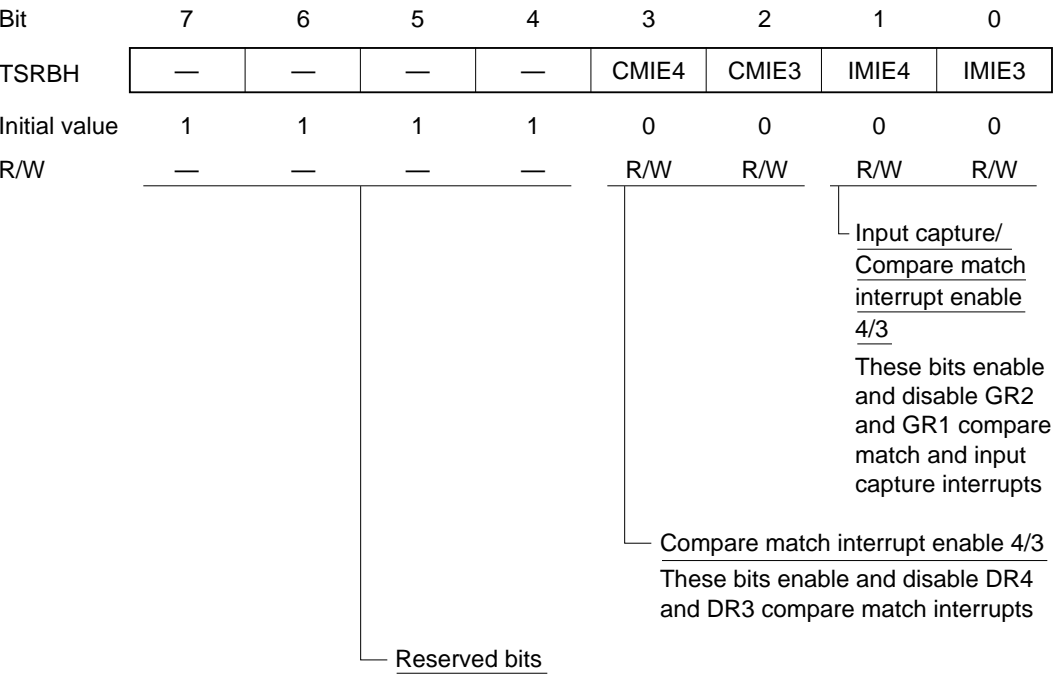 Bit 7 6 5 4 3 2 1 0
TSRBH — — — — CMIE4 CMIE3 IMIE4 IMIE3
Initial value 1 1 1 1 0 0 0 0
R/W — — — — R/W R/W R/W R/W
Input capture/
Compare match
interrupt enable
4/3
These bits enable
and disable GR2
and GR1 compare
match and input
capture interrupts
Compare match interrupt enable 4/3
These bits enable and disable DR4
and DR3 compare match interrupts
Reserved bits